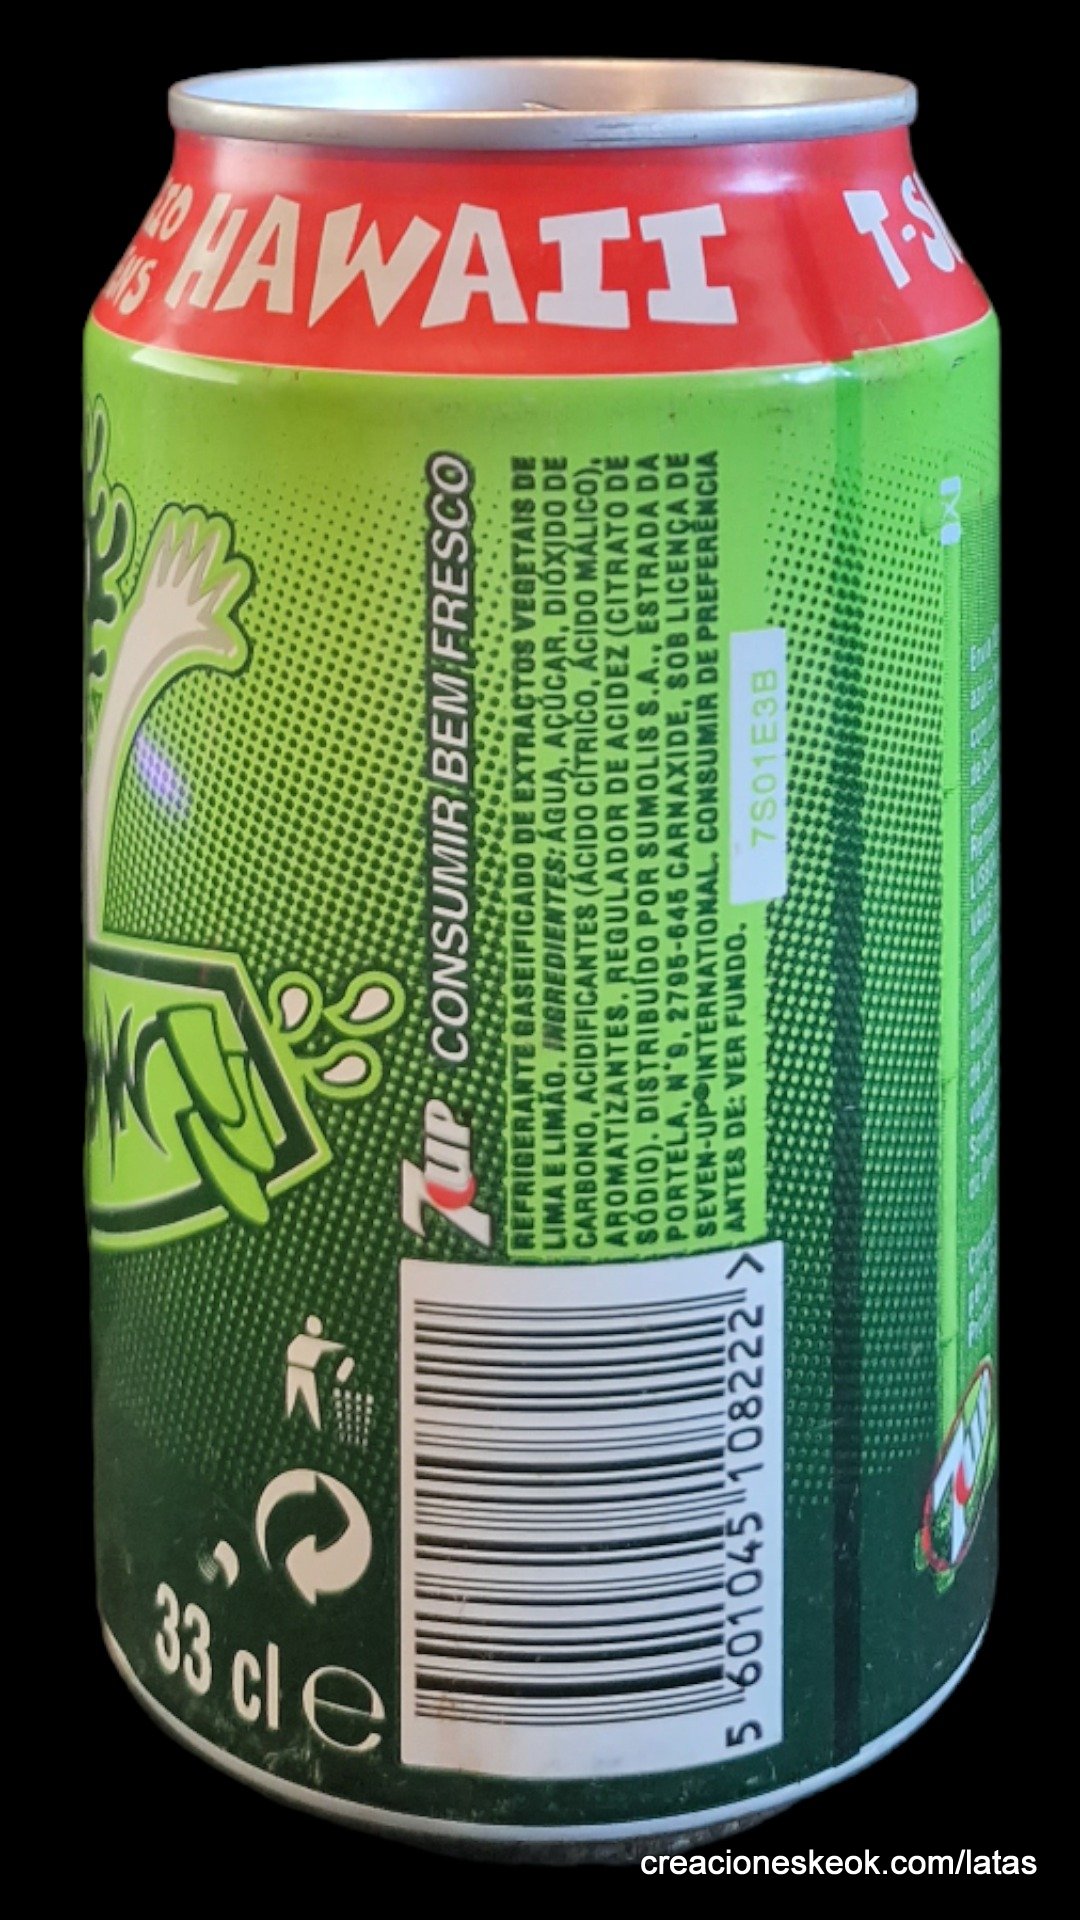 HAWAII
7UP CONSUMIR BEM FRESCO
REFRIGERANTE GASEIFICADO DE EXTRACTOS VEGETAIS DE
LIMA E LIMÃO. INGREDIENTES: ÁGUA, AÇÚCAR, DIÓXIDO DE
CARBONO, ACIDIFICANTES (ÁCIDO CÍTRICO, ÁCIDO MÁLICO),
AROMATIZANTES, REGULADOR DE ACIDEZ (CITRATO DE
SÓDIO). DISTRIBUÍDO POR SUMOLIS S.A., ESTRADA DA
PORTELA, N°9, 2795-645 CARNAXIDE, SOB LICENÇA DE
SEVEN-UP® INTERNATIONAL. CONSUMIR DE PREFERÊNCIA
ANTES DE: VER FUNDO.
7S01E3B
5 601045 108222 >
33 cl e
7UP
creacioneskeok.com/latas